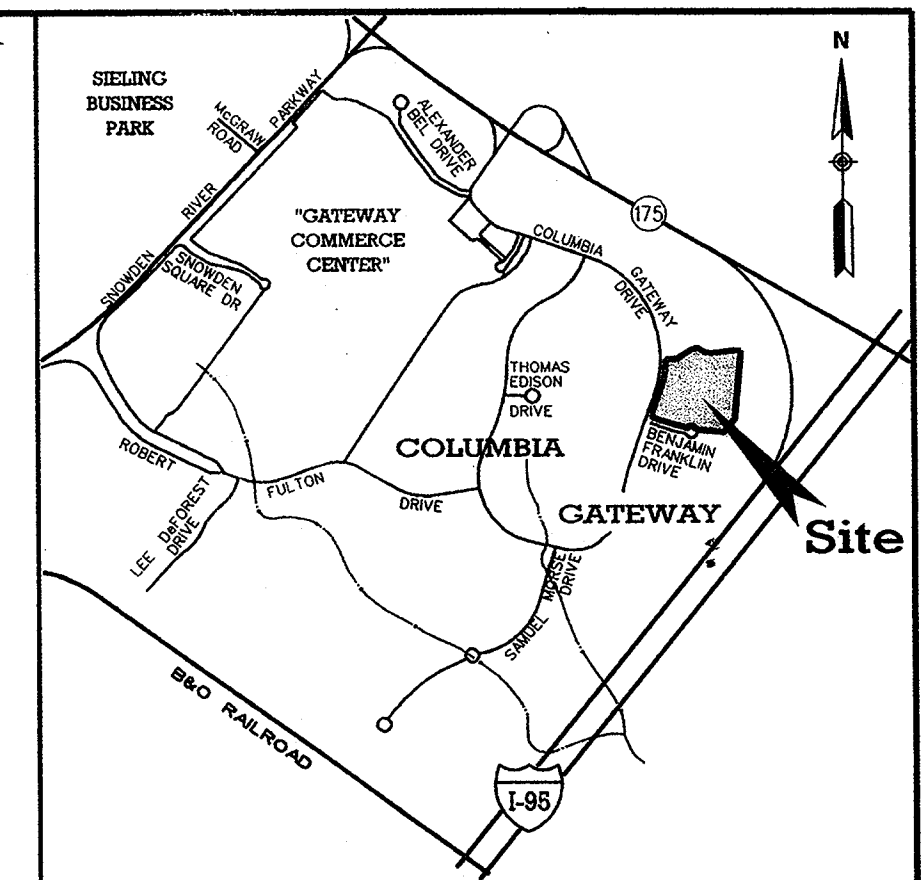 N
SIELING
BUSINESS
PARK
McGRAW
ROAD
PARKWAY
RIVER
SNOWDEN
ALEXANDER
BEL DRIVE
175
"GATEWAY
COMMERCE
CENTER"
COLUMBIA
GATEWAY
DRIVE
SNOWDEN
SQUARE DR
THOMAS
EDISON
DRIVE
COLUMBIA
BENJAMIN
FRANKLIN
DRIVE
ROBERT
FULTON
DRIVE
GATEWAY
Site
LEE DeFOREST
DRIVE
SAMUEL MORSE
DRIVE
B&O RAILROAD
I-95